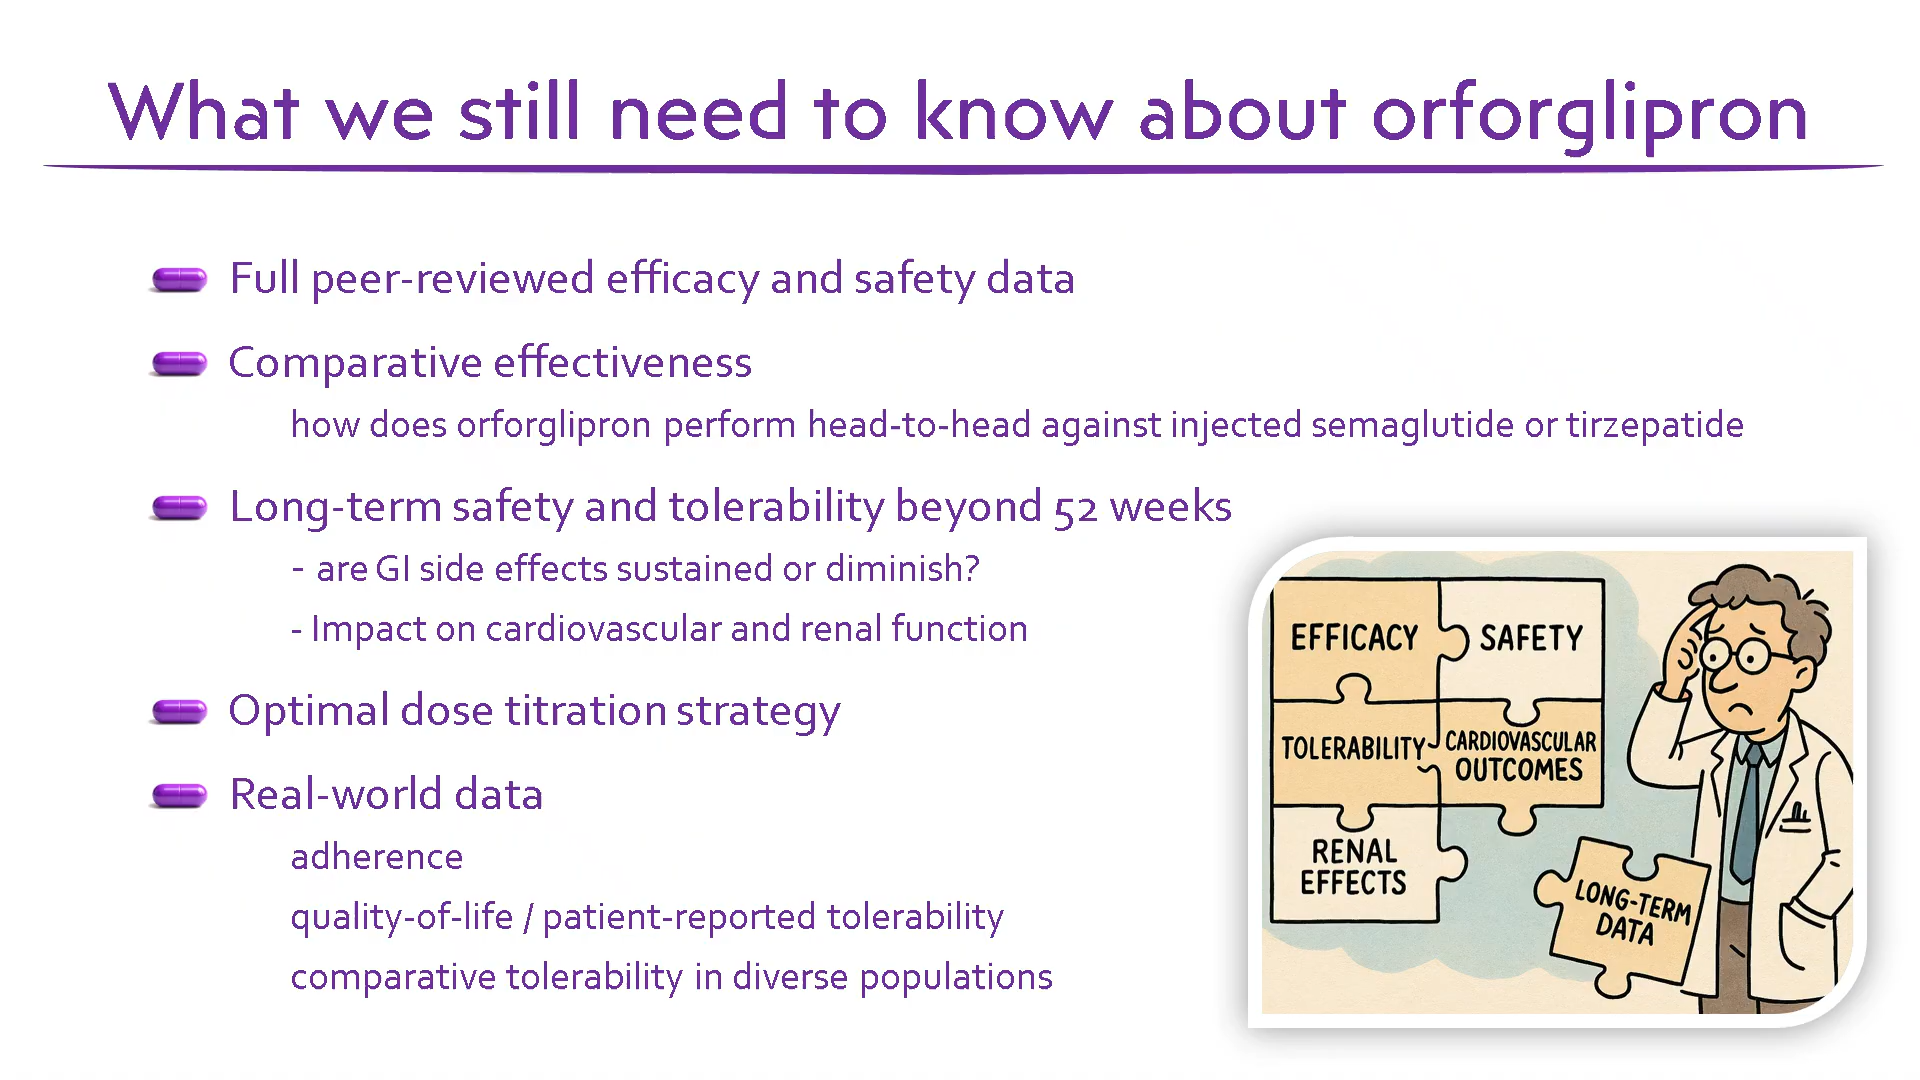 What we still need to know about orforglipron
Full peer-reviewed efficacy and safety data
Comparative effectiveness
how does orforglipron perform head-to-head against injected semaglutide or tirzepatide
Long-term safety and tolerability beyond 52 weeks
- are GI side effects sustained or diminish?
- Impact on cardiovascular and renal function
Optimal dose titration strategy
Real-world data
adherence
quality-of-life / patient-reported tolerability
comparative tolerability in diverse populations
EFFICACY
SAFETY
TOLERABILITY
CARDIOVASCULAR
OUTCOMES
RENAL
EFFECTS
LONG-TERM
DATA